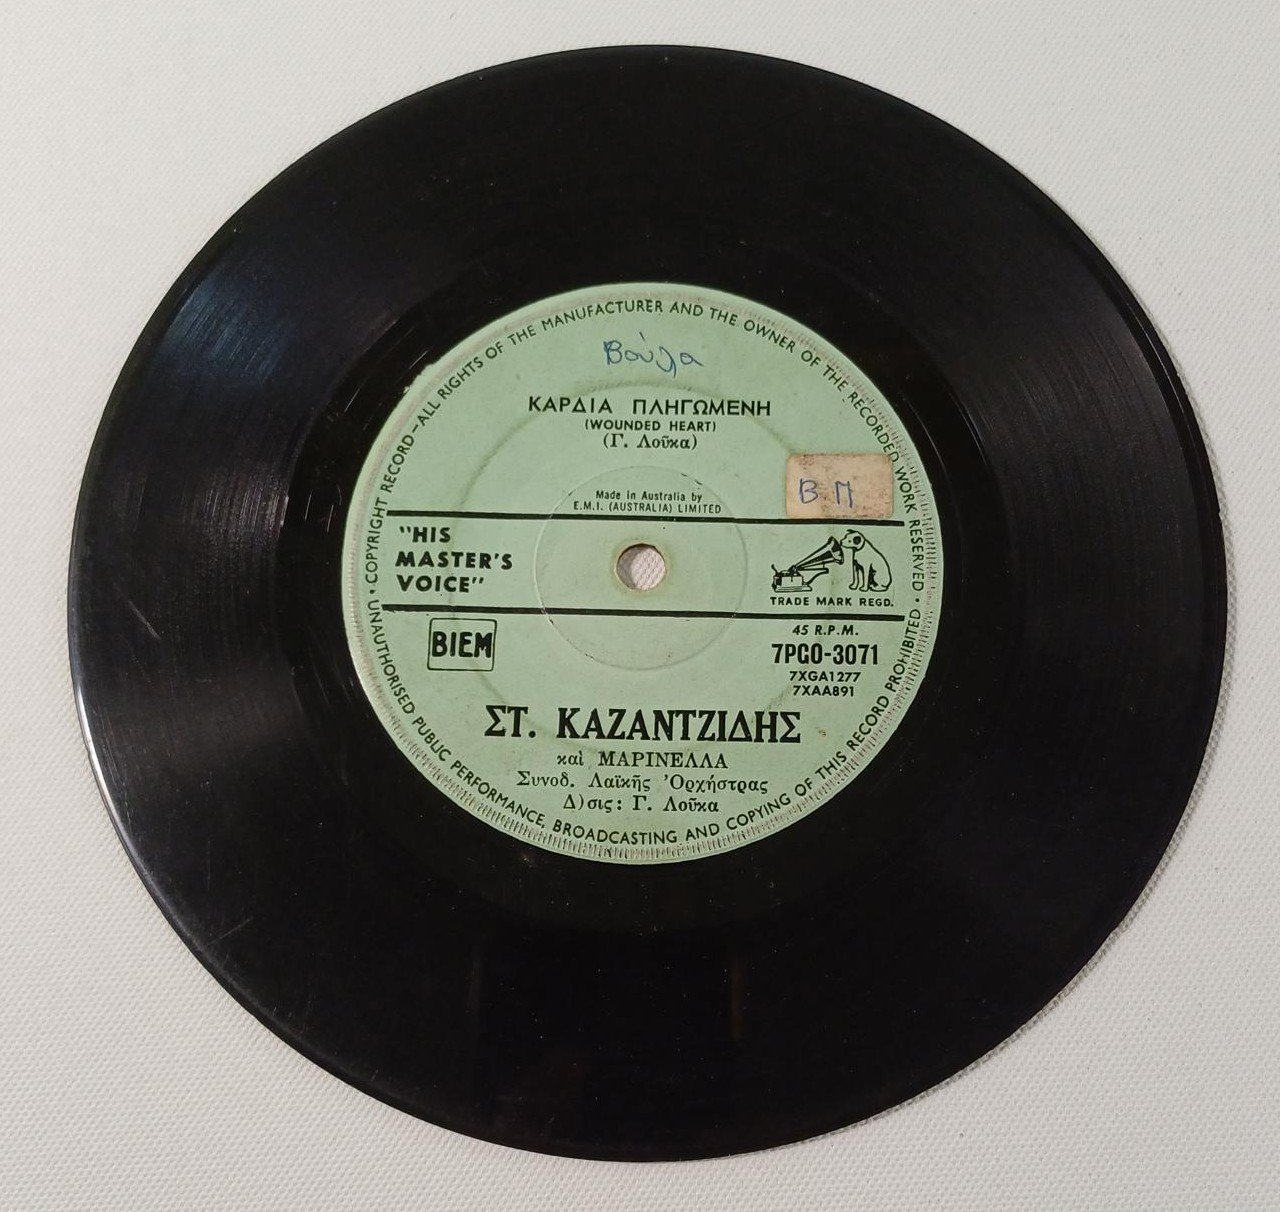 COPYRIGHT RECORD—ALL RIGHTS OF THE MANUFACTURER AND THE OWNER OF THE RECORDED WORK RESERVED •
UNAUTHORISED PUBLIC PERFORMANCE, BROADCASTING AND COPYING OF THIS RECORD PROHIBITED •
Βούλα
ΚΑΡΔΙΑ ΠΛΗΓΩΜΕΝΗ
(WOUNDED HEART)
(Γ. Λοῦκα)
Β.Π
Made in Australia by
E.M.I. (AUSTRALIA) LIMITED
"HIS
MASTER'S
VOICE"
TRADE MARK REGD.
BIEM
45 R.P.M.
7PGO-3071
7XGA1277
7XAA891
ΣΤ. ΚΑΖΑΝΤΖΙΔΗΣ
καὶ ΜΑΡΙΝΕΛΛΑ
Συνοδ. Λαϊκῆς Ὀρχήστρας
Δ)σις: Γ. Λοῦκα